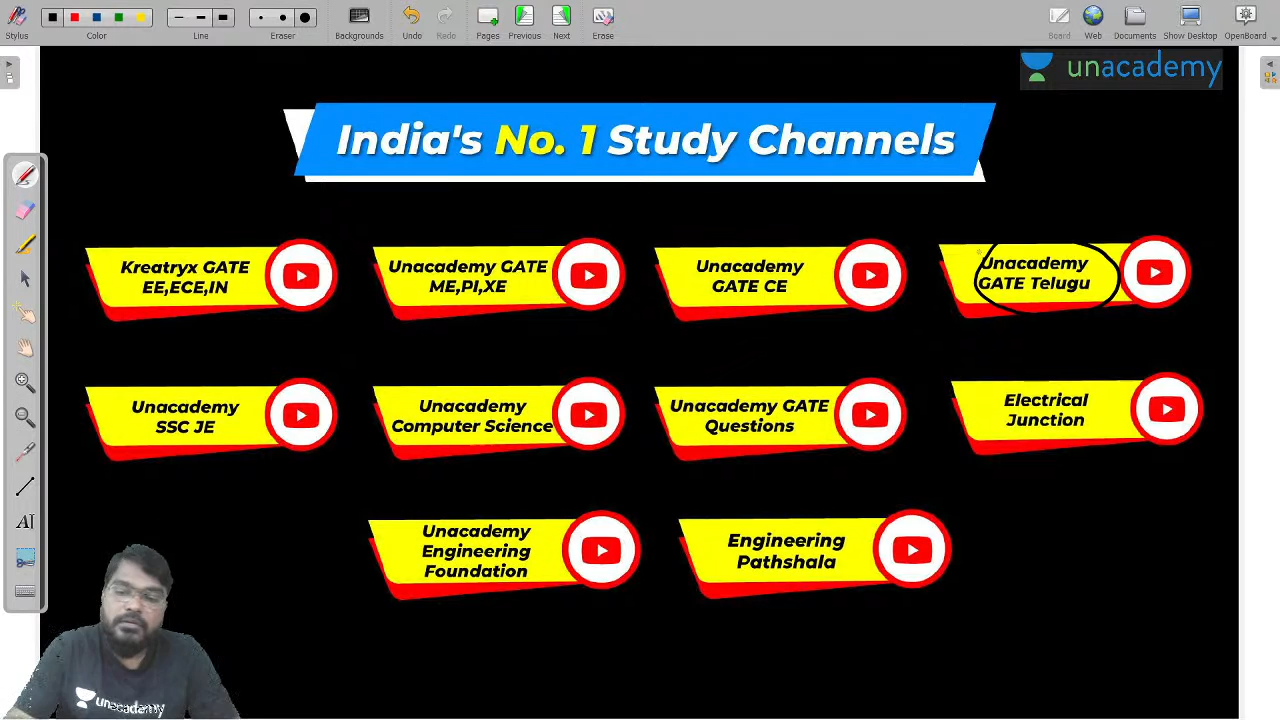 Stylus
Color
Line
Eraser
Backgrounds
Undo
Redo
Pages
Previous
Next
Erase
Board
Web
Documents
Show Desktop
OpenBoard
unacademy
India's No. 1 Study Channels
Kreatryx GATE
EE,ECE,IN
Unacademy GATE
ME,PI,XE
Unacademy
GATE CE
Unacademy
GATE Telugu
Unacademy
SSC JE
Unacademy
Computer Science
Unacademy GATE
Questions
Electrical
Junction
Unacademy
Engineering
Foundation
Engineering
Pathshala
AI
unacademy